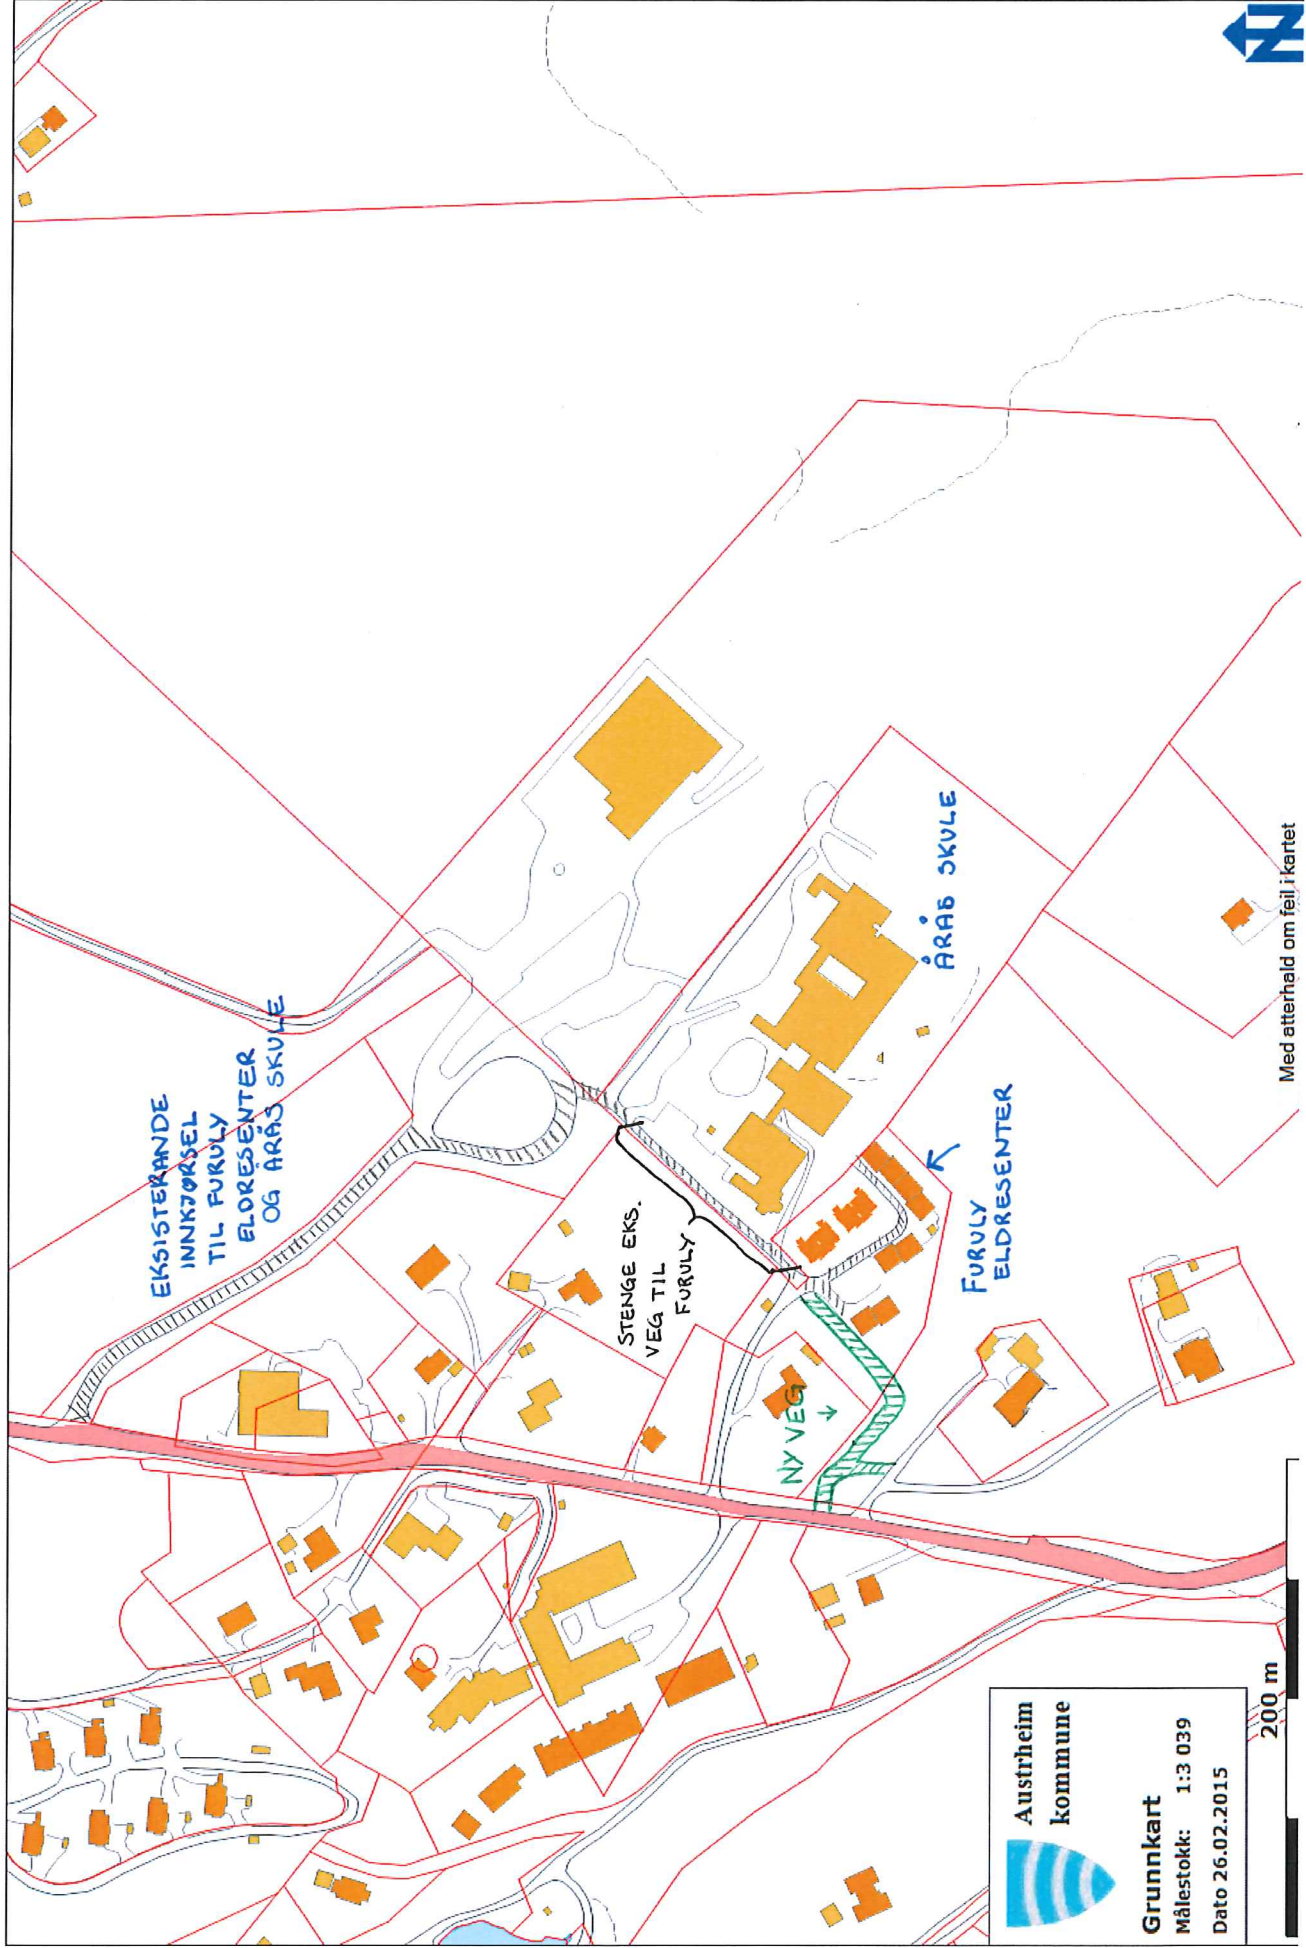 EKSISTERANDE
INNKJØRSEL
TIL FURULY
ELDRESENTER
OG ÅRÅS SKULE
STENGE EKS.
VEG TIL
FURULY
NY VEG
ÅRÅS SKULE
FURULY
ELDRESENTER
N
Austrheim
kommune
Grunnkart
Målestokk: 1:3 039
Dato 26.02.2015
200 m
Med atterhald om feil i kartet